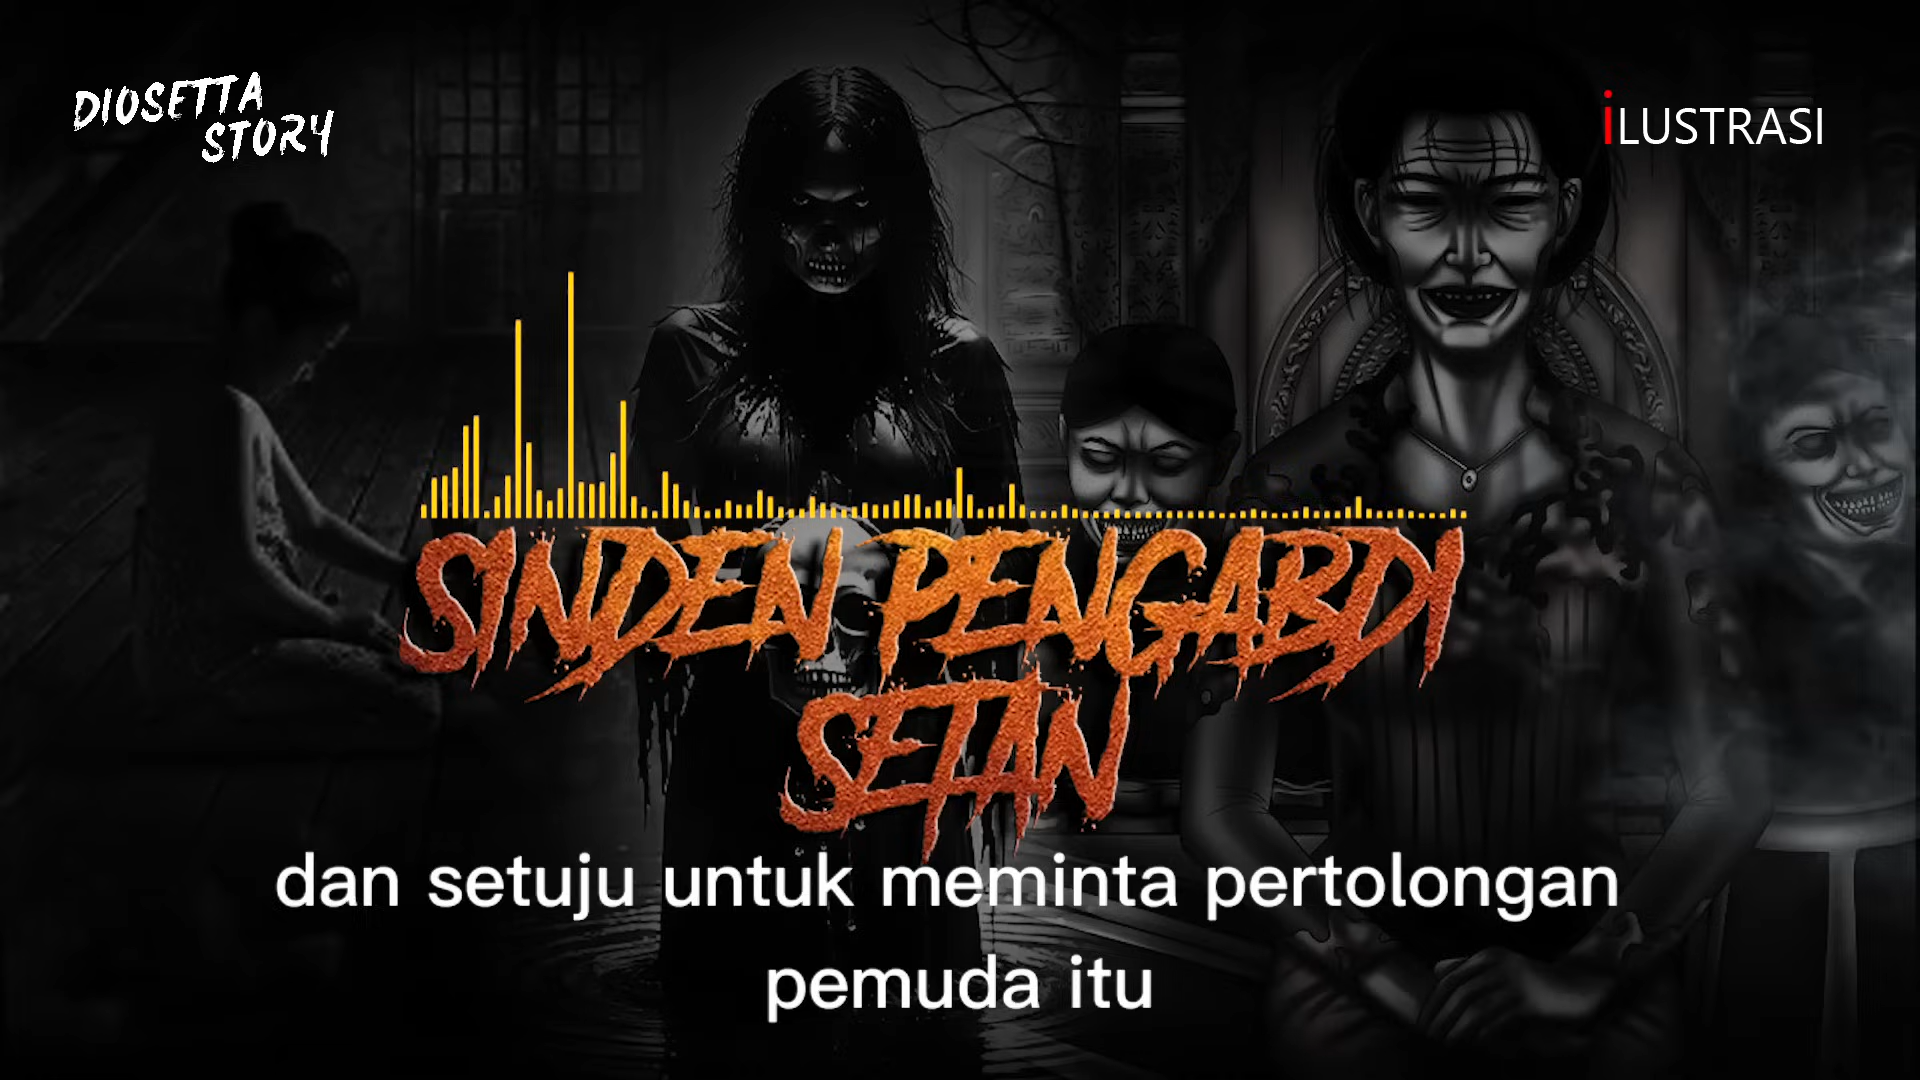 DIOSETTA
STORY
iLUSTRASI
SINDEN PENGABDI
SETAN
dan setuju untuk meminta pertolongan
pemuda itu